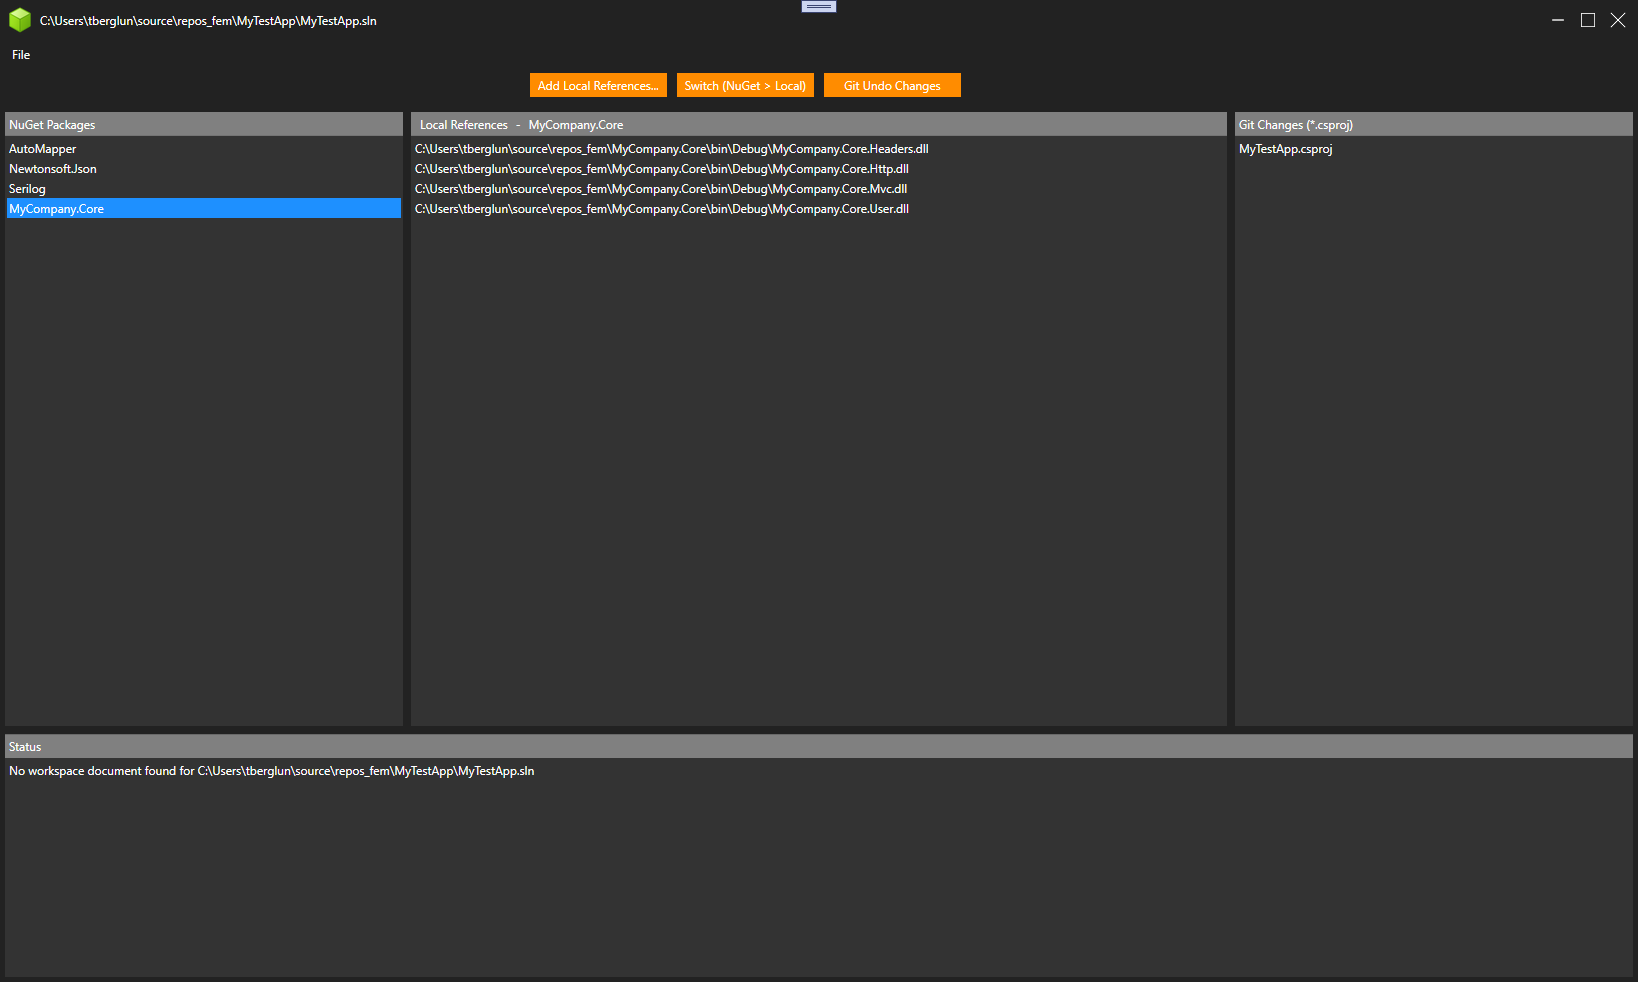 C:\Users\tberglun\source\repos_fem\MyTestApp\MyTestApp.sln
File
Add Local References...
Switch (NuGet > Local)
Git Undo Changes
NuGet Packages
AutoMapper
Newtonsoft.Json
Serilog
MyCompany.Core
Local References - MyCompany.Core
C:\Users\tberglun\source\repos_fem\MyCompany.Core\bin\Debug\MyCompany.Core.Headers.dll
C:\Users\tberglun\source\repos_fem\MyCompany.Core\bin\Debug\MyCompany.Core.Http.dll
C:\Users\tberglun\source\repos_fem\MyCompany.Core\bin\Debug\MyCompany.Core.Mvc.dll
C:\Users\tberglun\source\repos_fem\MyCompany.Core\bin\Debug\MyCompany.Core.User.dll
Git Changes (*.csproj)
MyTestApp.csproj
Status
No workspace document found for C:\Users\tberglun\source\repos_fem\MyTestApp\MyTestApp.sln